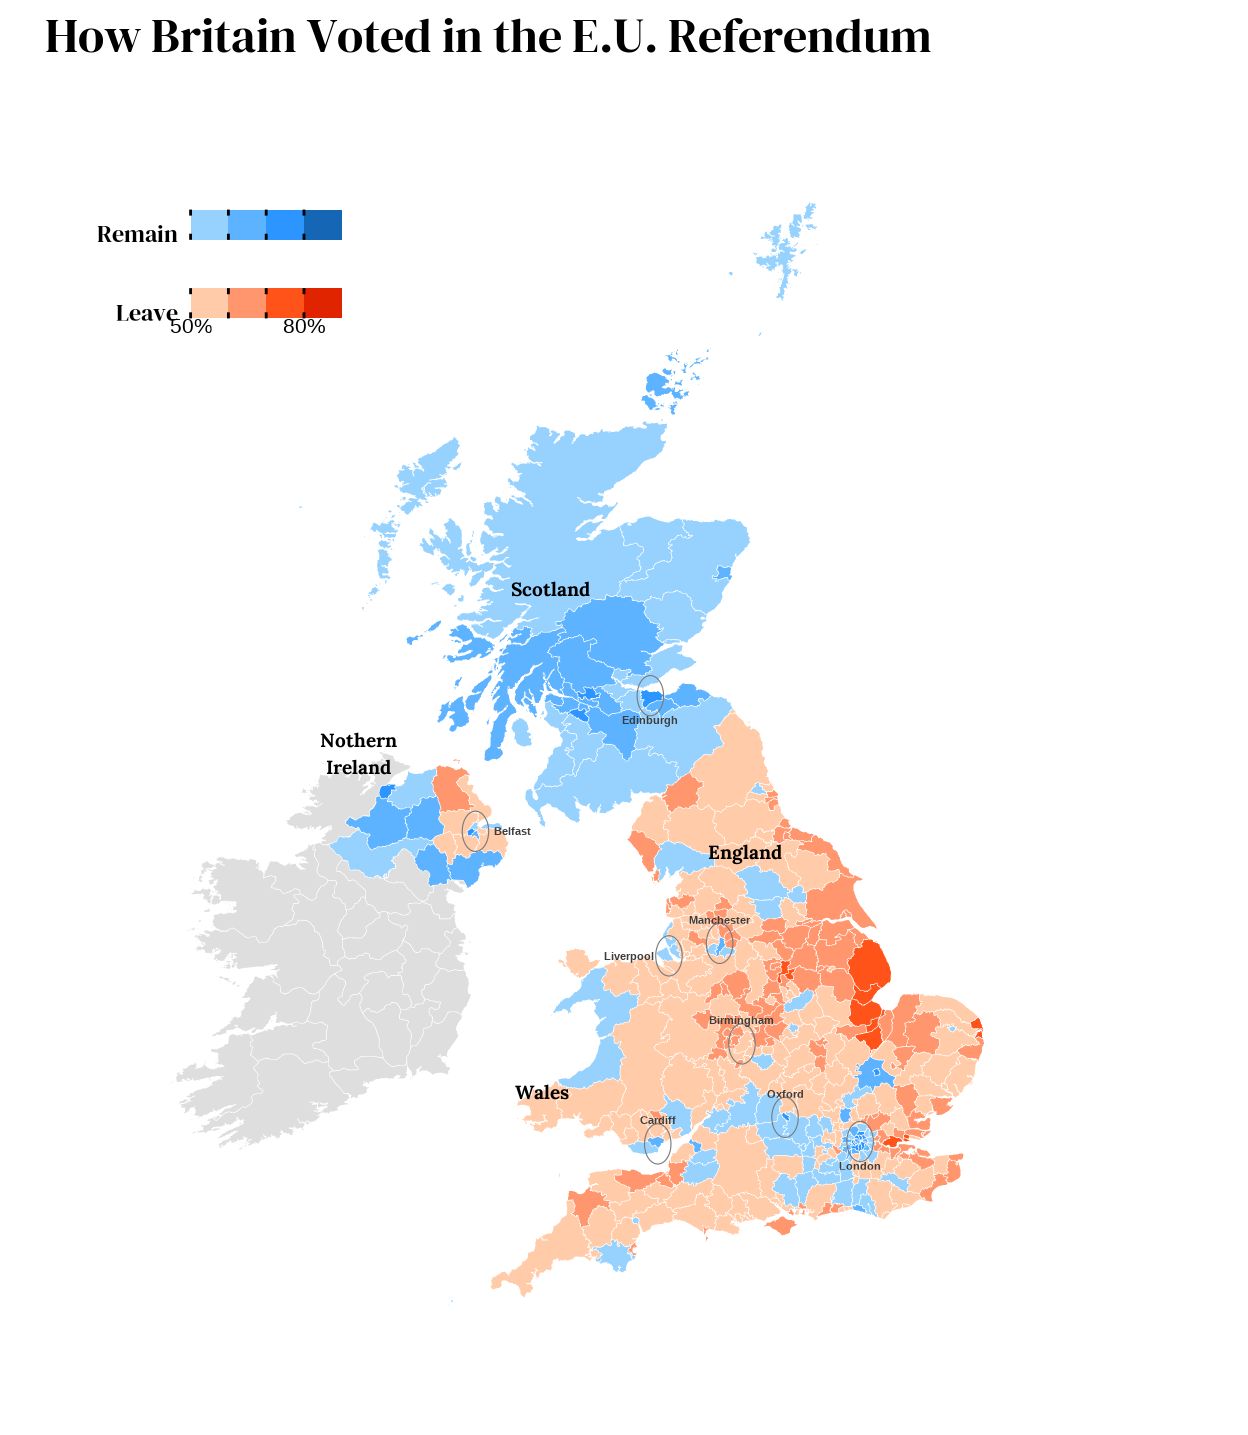 How Britain Voted in the E.U. Referendum
Remain
Leave
50%
80%
Scotland
Edinburgh
Nothern
Ireland
Belfast
England
Manchester
Liverpool
Birmingham
Wales
Oxford
Cardiff
London